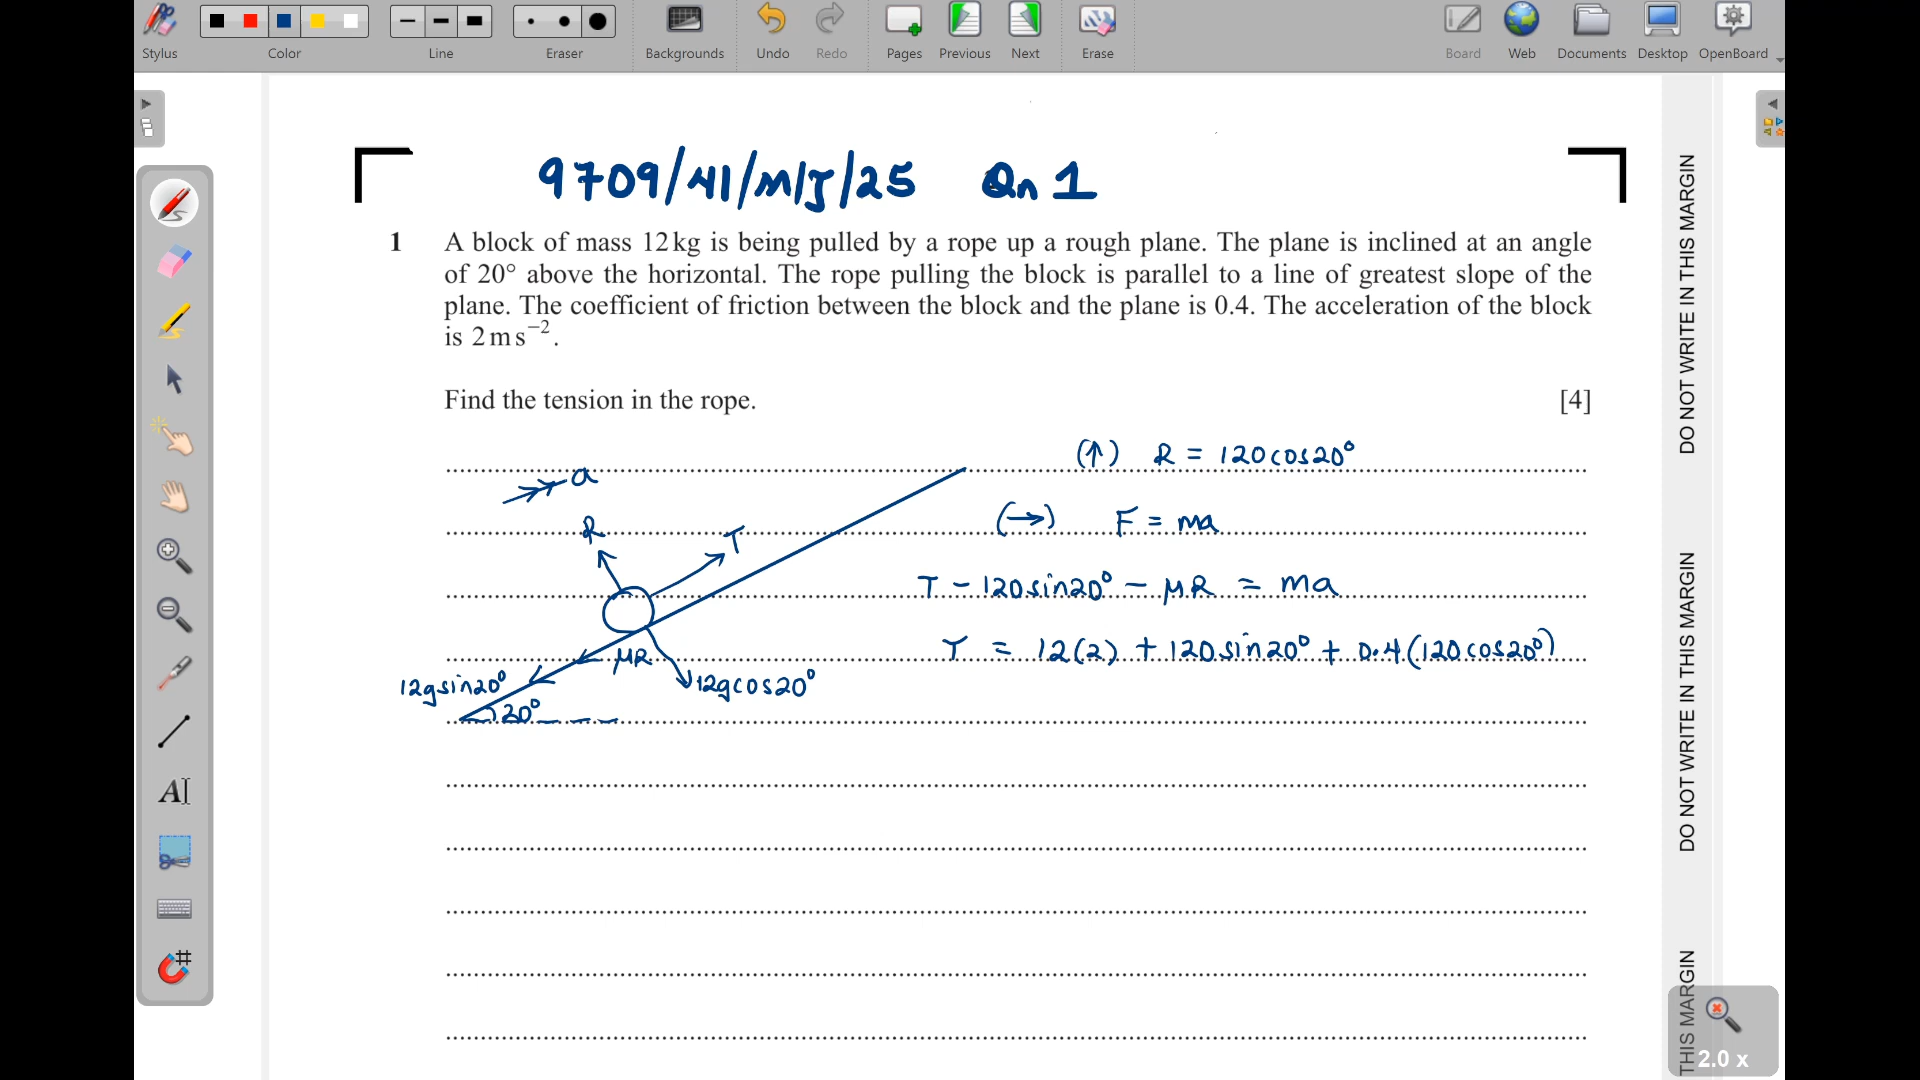 Stylus Color Line Eraser Backgrounds Undo Redo Pages Previous Next Erase Board Web Documents Desktop OpenBoard
9709/41/M/J/25 Qn 1
1 A block of mass 12 kg is being pulled by a rope up a rough plane. The plane is inclined at an angle
of 20° above the horizontal. The rope pulling the block is parallel to a line of greatest slope of the
plane. The coefficient of friction between the block and the plane is 0.4. The acceleration of the block
is 2 m s⁻².
Find the tension in the rope. [4]
(↑) R = 120cos20°
a
R
T
(→) F = ma
T - 120sin20° - μR = ma
T = 12(2) + 120sin20° + 0.4(120cos20°)
μR
12gsin20°
12gcos20°
20°
DO NOT WRITE IN THIS MARGIN
DO NOT WRITE IN THIS MARGIN
THIS MARGIN
AI
2.0 x